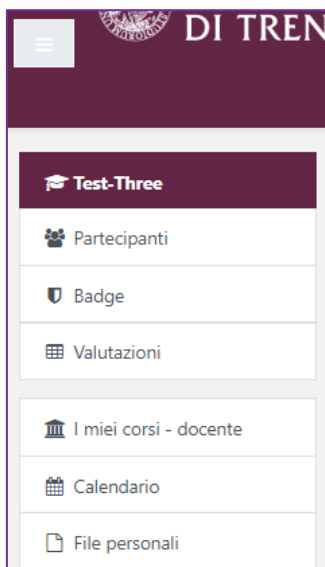 DI TREN
Test-Three
Partecipanti
Badge
Valutazioni
I miei corsi - docente
Calendario
File personali